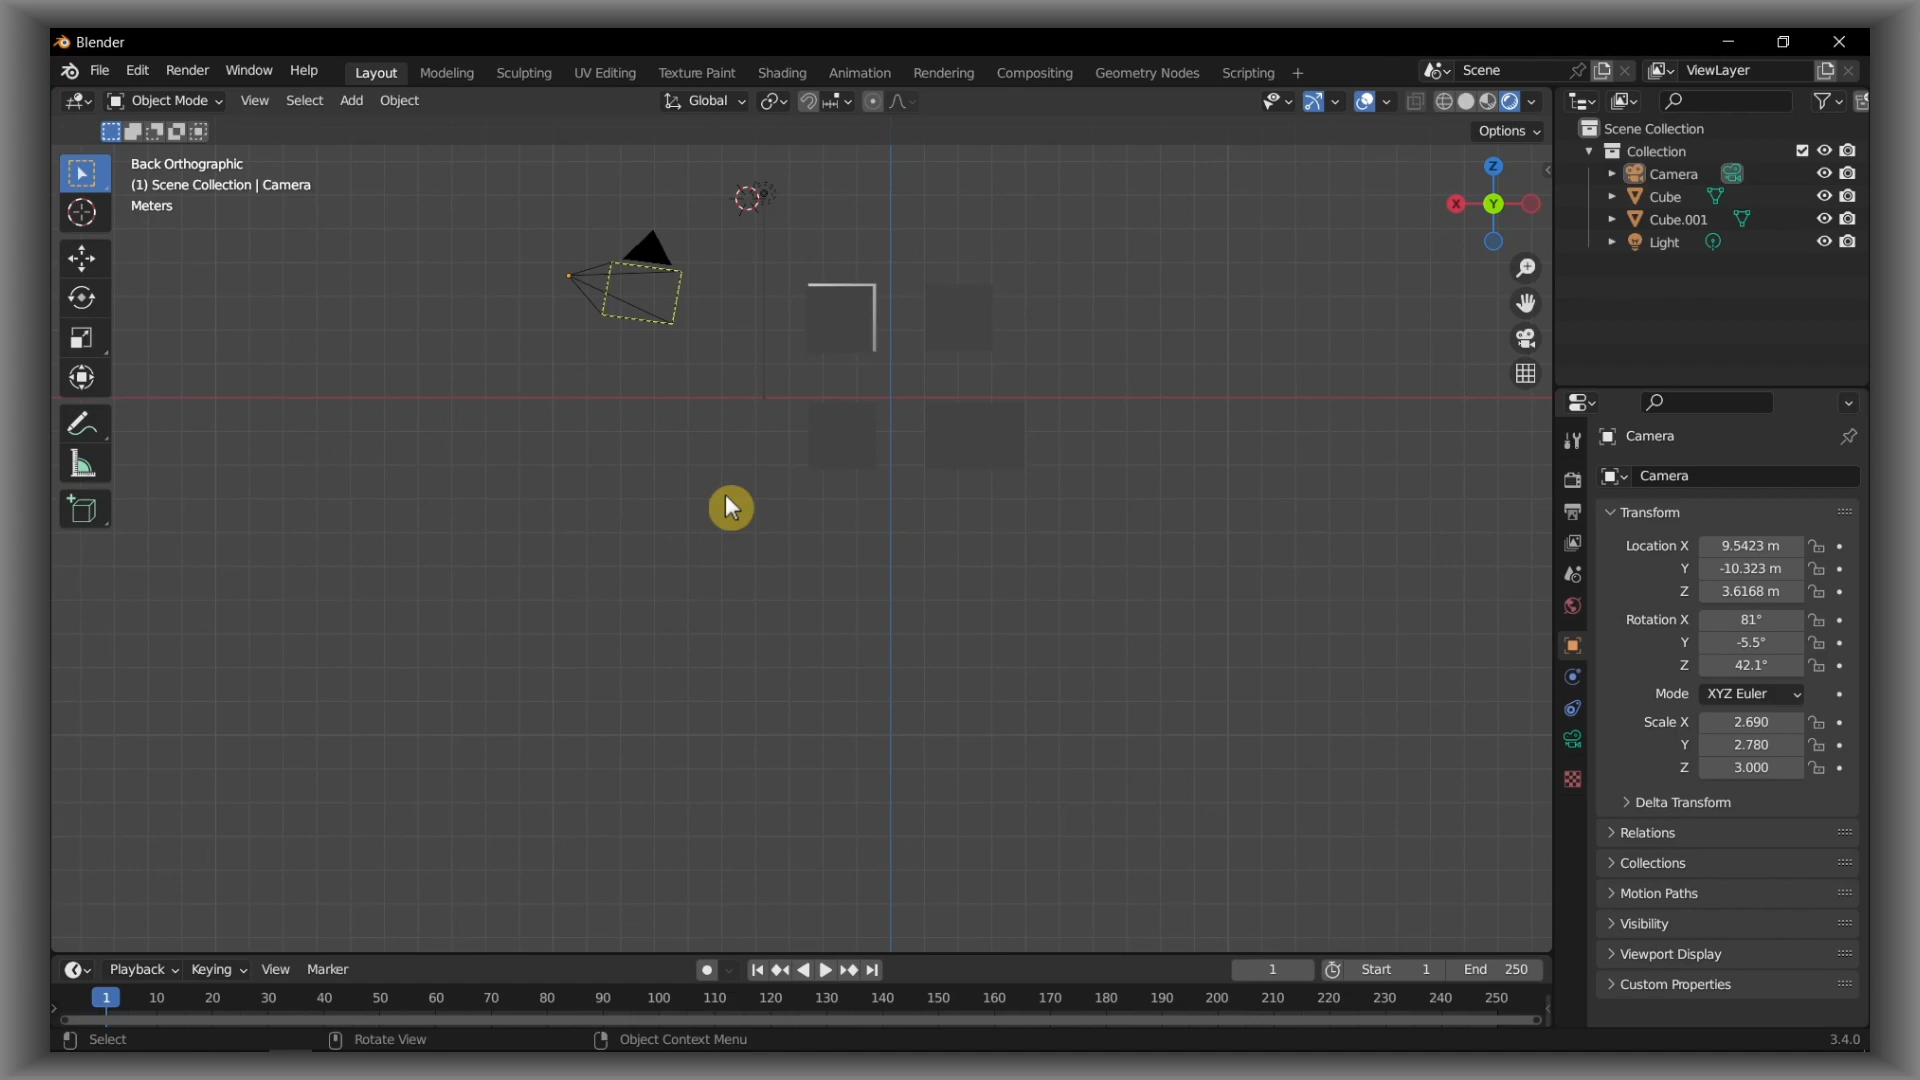 Blender
File Edit Render Window Help Layout Modeling Sculpting UV Editing Texture Paint Shading Animation Rendering Compositing Geometry Nodes Scripting + Scene ViewLayer
Object Mode View Select Add Object Global
Options
Back Orthographic
(1) Scene Collection | Camera
Meters
Z
X
Y
Scene Collection
Collection
Camera
Cube
Cube.001
Light
Camera
Camera
Transform
Location X 9.5423 m
Y -10.323 m
Z 3.6168 m
Rotation X 81°
Y -5.5°
Z 42.1°
Mode XYZ Euler
Scale X 2.690
Y 2.780
Z 3.000
Delta Transform
Relations
Collections
Motion Paths
Visibility
Viewport Display
Custom Properties
Playback Keying View Marker 1 Start 1 End 250
1 10 20 30 40 50 60 70 80 90 100 110 120 130 140 150 160 170 180 190 200 210 220 230 240 250
Select Rotate View Object Context Menu 3.4.0